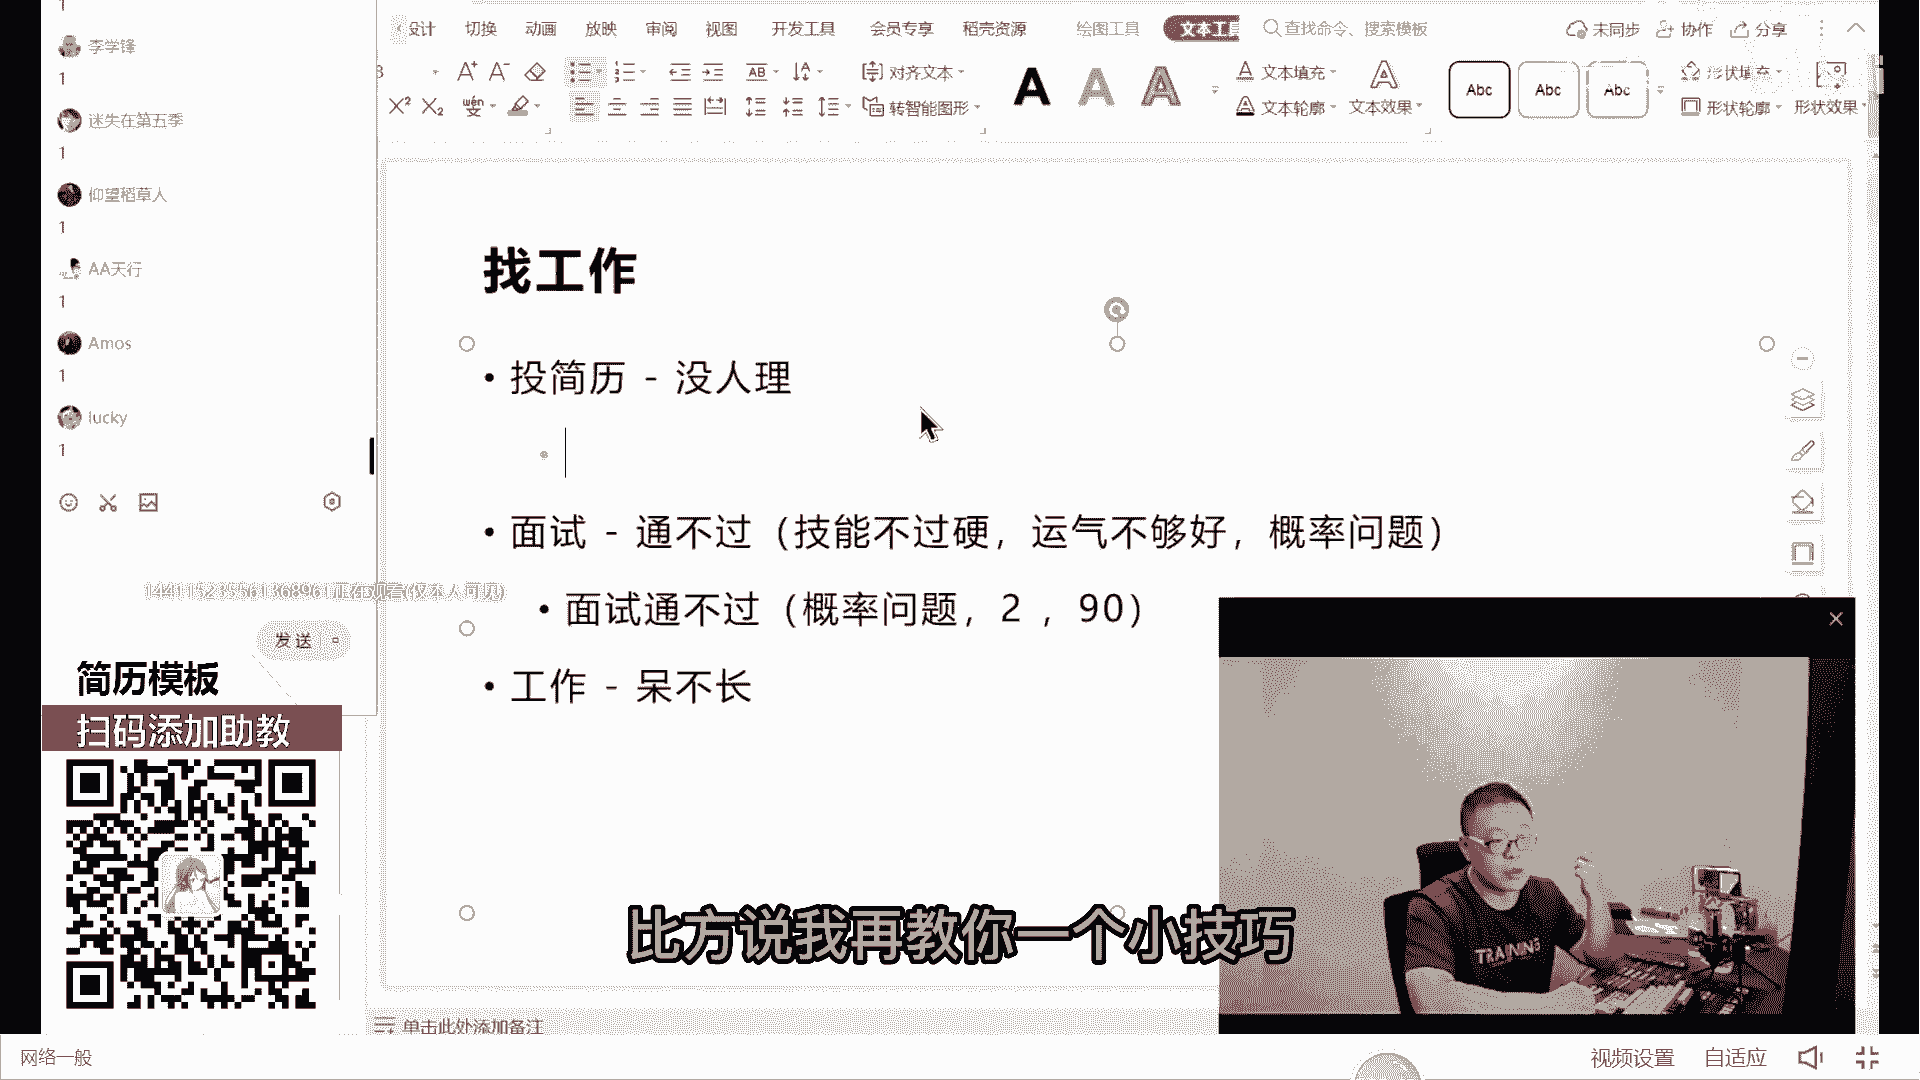 1
李学锋
1
迷失在第五季
1
仰望稻草人
1
AA天行
1
Amos
1
lucky
1
1441152355561368961正在观看(仅本人可见)
发送
简历模板
扫码添加助教
设计 切换 动画 放映 审阅 视图 开发工具 会员专享 稻壳资源 绘图工具 文本工具 查找命令、搜索模板 未同步 协作 分享
对齐文本 文本填充 形状填充
转智能图形 文本轮廓 文本效果 Abc Abc Abc 形状轮廓 形状效果
找工作
• 投简历 - 没人理
• 面试 - 通不过（技能不过硬，运气不够好，概率问题）
• 面试通不过（概率问题，2 ，90）
• 工作 - 呆不长
TRAINING
比方说我再教你一个小技巧
单击此处添加备注
网络一般
视频设置 自适应